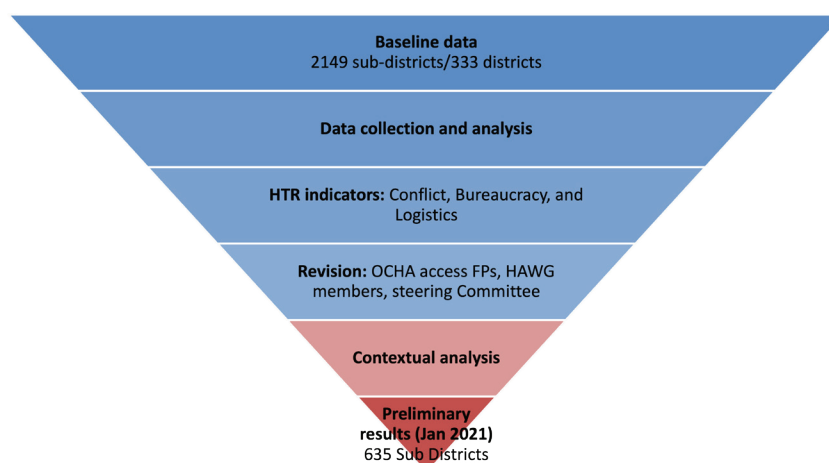 Baseline data
2149 sub-districts/333 districts
Data collection and analysis
HTR indicators: Conflict, Bureaucracy, and
Logistics
Revision: OCHA access FPs, HAWG
members, steering Committee
Contextual analysis
Preliminary
results (Jan 2021)
635 Sub Districts